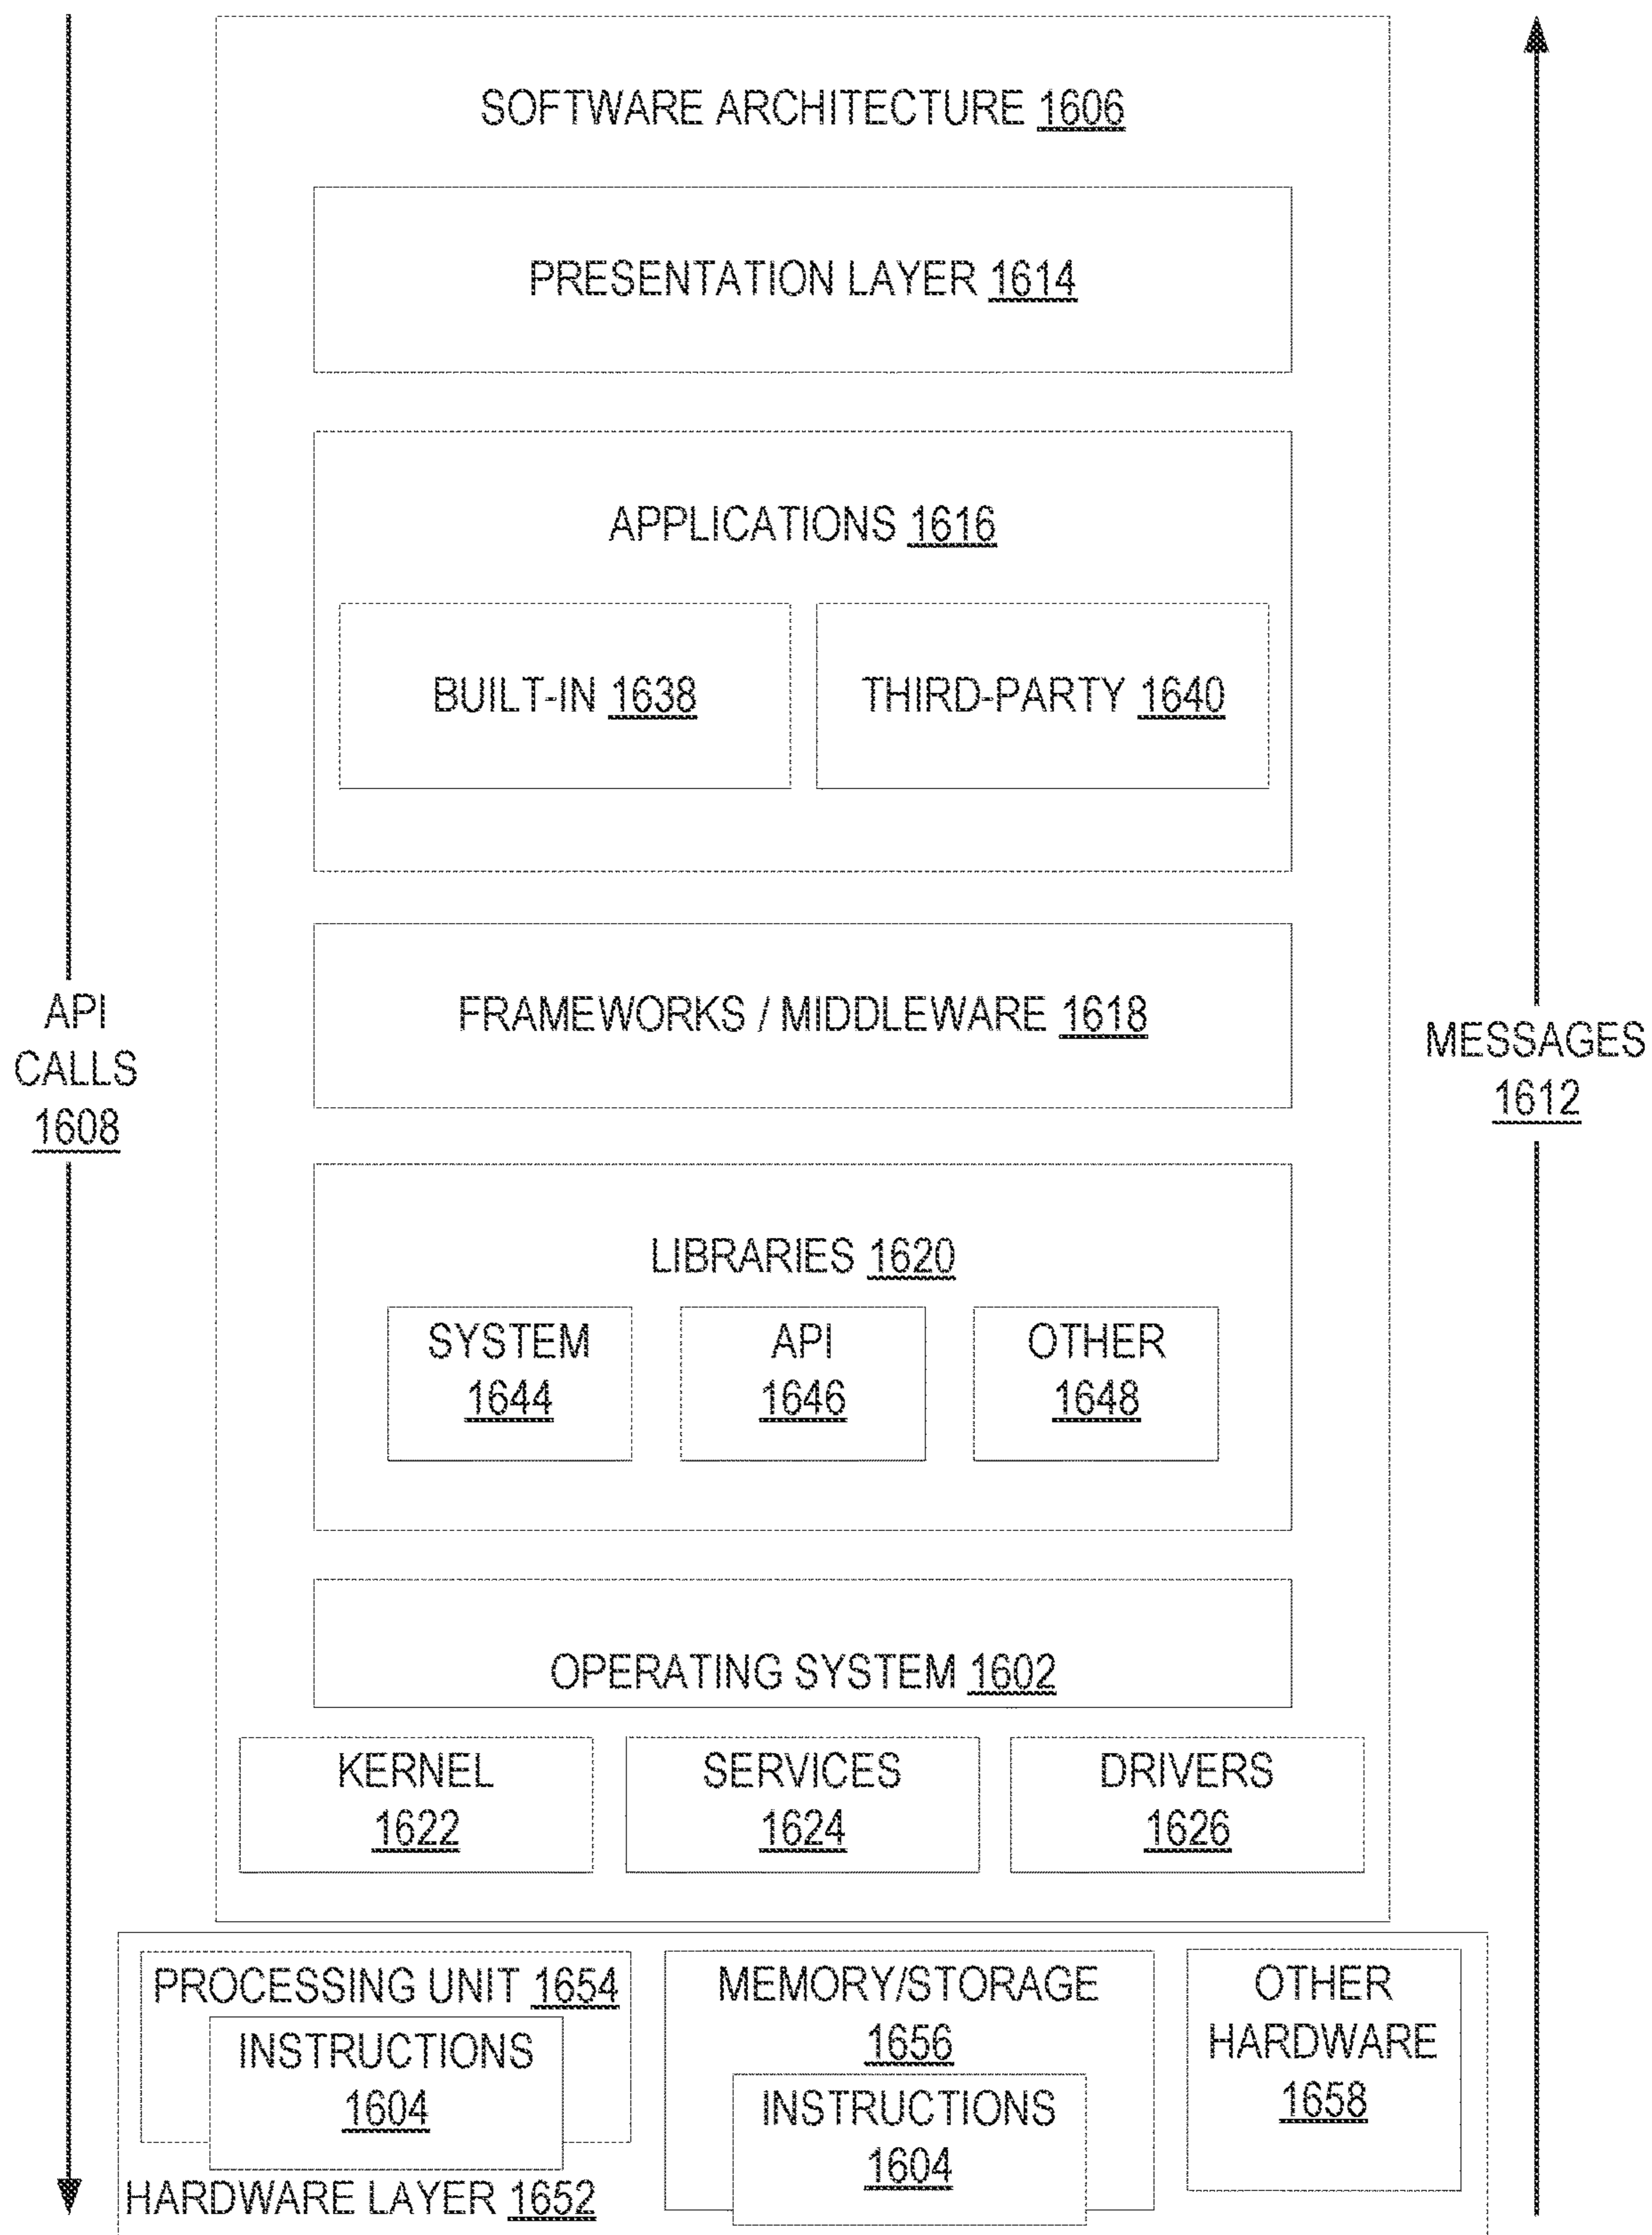 SOFTWARE ARCHITECTURE 1606
PRESENTATION LAYER 1614
APPLICATIONS 1616
BUILT-IN 1638
THIRD-PARTY 1640
FRAMEWORKS / MIDDLEWARE 1618
API
CALLS
1608
MESSAGES
1612
LIBRARIES 1620
SYSTEM
1644
API
1646
OTHER
1648
OPERATING SYSTEM 1602
KERNEL
1622
SERVICES
1624
DRIVERS
1626
PROCESSING UNIT 1654
INSTRUCTIONS
1604
MEMORY/STORAGE
1656
INSTRUCTIONS
1604
OTHER
HARDWARE
1658
HARDWARE LAYER 1652